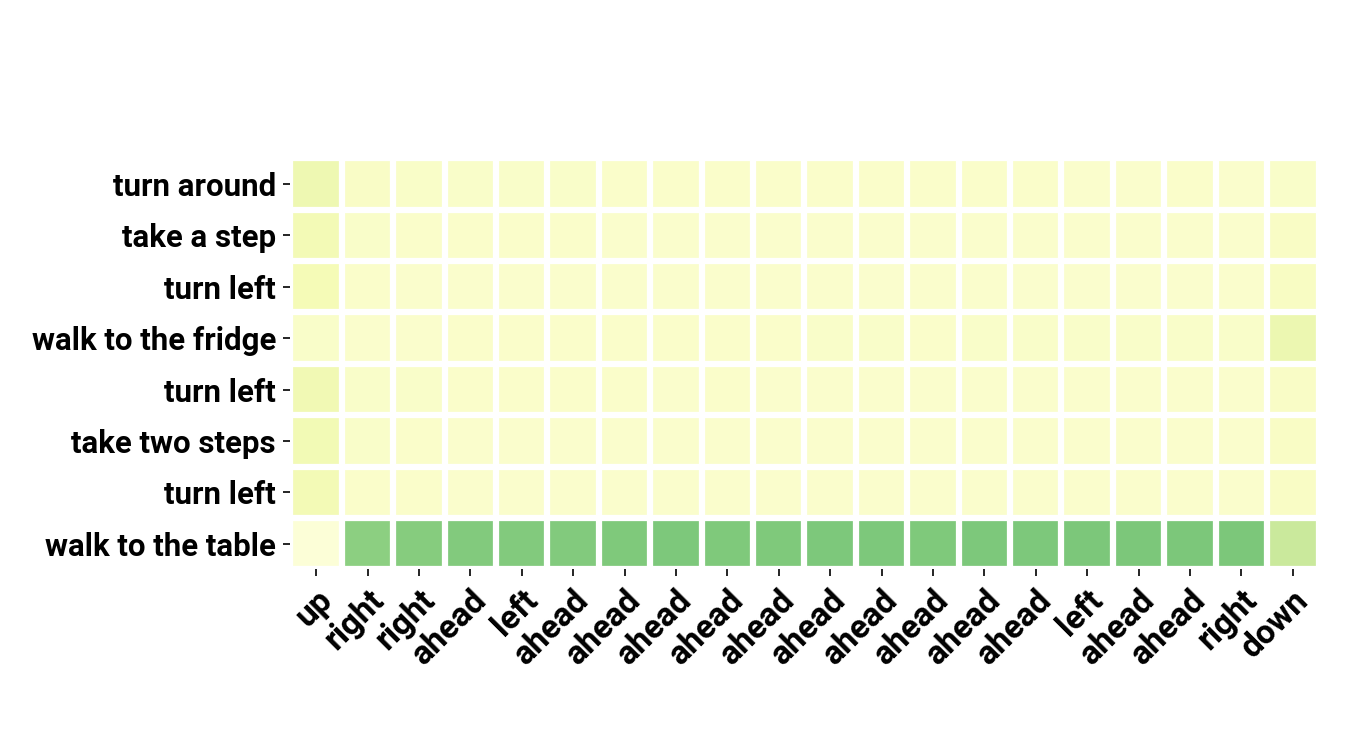 turn around
take a step
turn left
walk to the fridge
turn left
take two steps
turn left
walk to the table
up
right
right
ahead
left
ahead
ahead
ahead
ahead
ahead
ahead
ahead
ahead
ahead
ahead
left
ahead
ahead
right
down